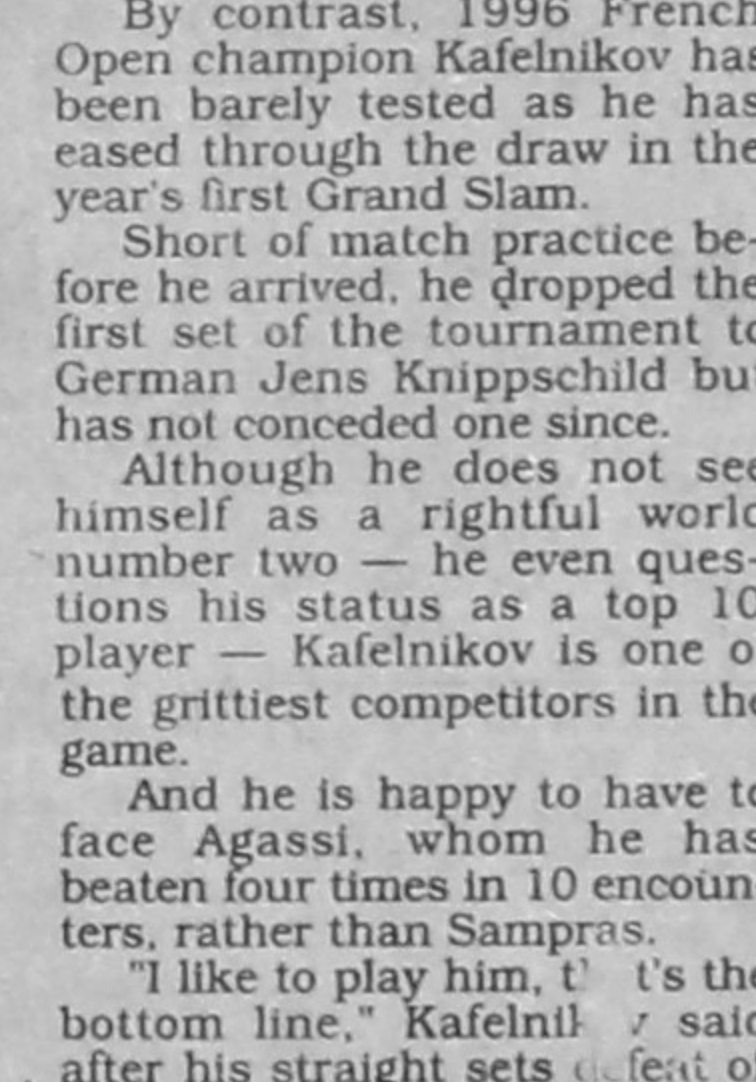 By contrast, 1996 French
Open champion Kafelnikov has
been barely tested as he has
eased through the draw in the
year's first Grand Slam.
Short of match practice be-
fore he arrived, he dropped the
first set of the tournament to
German Jens Knippschild but
has not conceded one since.
Although he does not see
himself as a rightful world
number two — he even ques-
tions his status as a top 10
player — Kafelnikov is one of
the grittiest competitors in the
game.
And he is happy to have to
face Agassi, whom he has
beaten four times in 10 encoun-
ters, rather than Sampras.
"I like to play him, t' t's the
bottom line," Kafelnik v said
after his straight sets defeat of